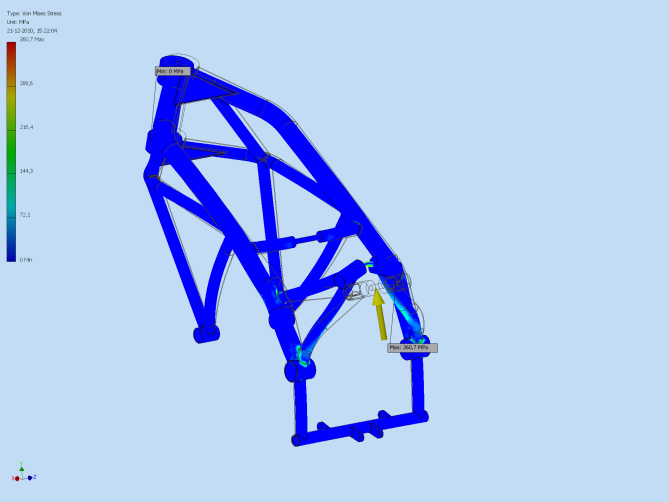 Type: Von Mises Stress
Unit: MPa
21-12-2010, 15:22:04
360,7 Max
288,6
216,4
144,3
72,1
0 Min
Min: 0 MPa
Max: 360,7 MPa
Y
X
Z